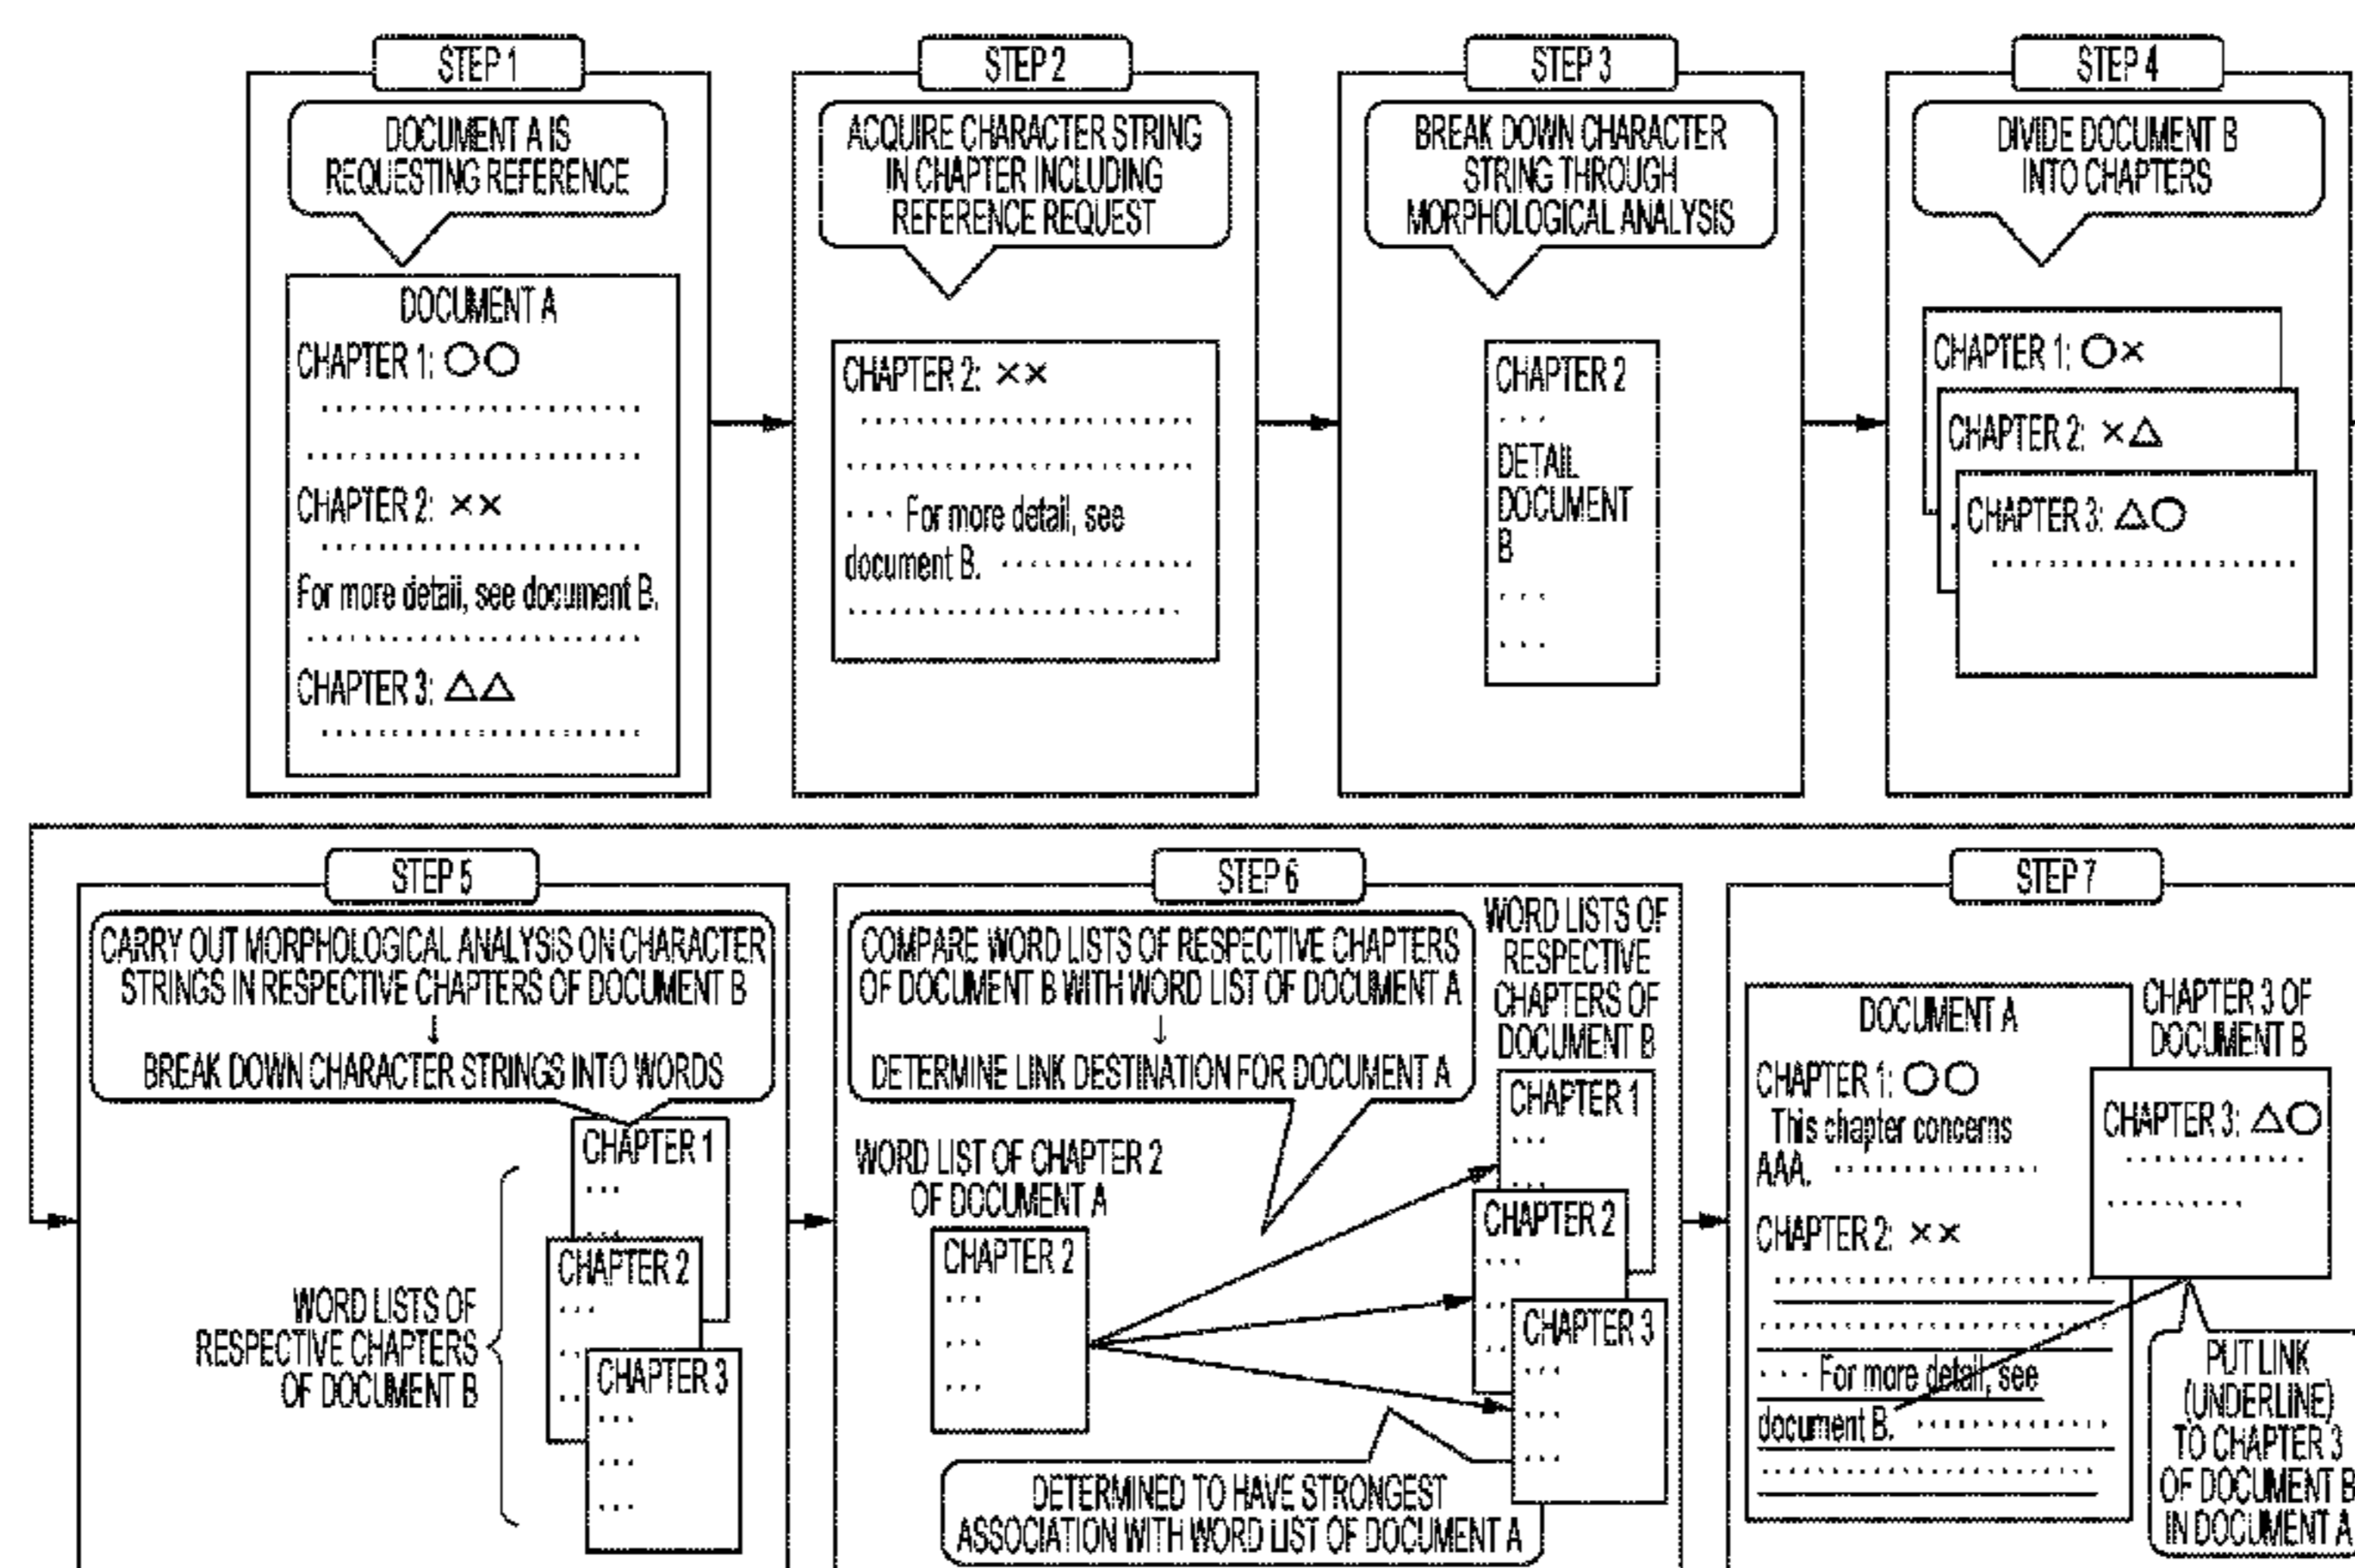 STEP 1
DOCUMENT A IS
REQUESTING REFERENCE
DOCUMENT A
CHAPTER 1: ○○
CHAPTER 2: ××
For more detail, see document B.
CHAPTER 3: △△
STEP 2
ACQUIRE CHARACTER STRING
IN CHAPTER INCLUDING
REFERENCE REQUEST
CHAPTER 2: ××
··· For more detail, see
document B.
STEP 3
BREAK DOWN CHARACTER
STRING THROUGH
MORPHOLOGICAL ANALYSIS
CHAPTER 2
···
DETAIL
DOCUMENT
B
···
···
STEP 4
DIVIDE DOCUMENT B
INTO CHAPTERS
CHAPTER 1: ○×
CHAPTER 2: ×△
CHAPTER 3: △○
STEP 5
CARRY OUT MORPHOLOGICAL ANALYSIS ON CHARACTER
STRINGS IN RESPECTIVE CHAPTERS OF DOCUMENT B
↓
BREAK DOWN CHARACTER STRINGS INTO WORDS
WORD LISTS OF
RESPECTIVE CHAPTERS
OF DOCUMENT B
CHAPTER 1
···
···
CHAPTER 2
···
···
···
CHAPTER 3
···
···
···
STEP 6
COMPARE WORD LISTS OF RESPECTIVE CHAPTERS
OF DOCUMENT B WITH WORD LIST OF DOCUMENT A
↓
DETERMINE LINK DESTINATION FOR DOCUMENT A
WORD LISTS OF
RESPECTIVE
CHAPTERS OF
DOCUMENT B
WORD LIST OF CHAPTER 2
OF DOCUMENT A
CHAPTER 2
···
···
···
CHAPTER 1
···
···
CHAPTER 2
···
···
···
CHAPTER 3
···
···
···
DETERMINED TO HAVE STRONGEST
ASSOCIATION WITH WORD LIST OF DOCUMENT A
STEP 7
DOCUMENT A
CHAPTER 1: ○○
This chapter concerns
AAA.
CHAPTER 2: ××
··· For more detail, see
document B.
CHAPTER 3 OF
DOCUMENT B
CHAPTER 3: △○
PUT LINK
(UNDERLINE)
TO CHAPTER 3
OF DOCUMENT B
IN DOCUMENT A